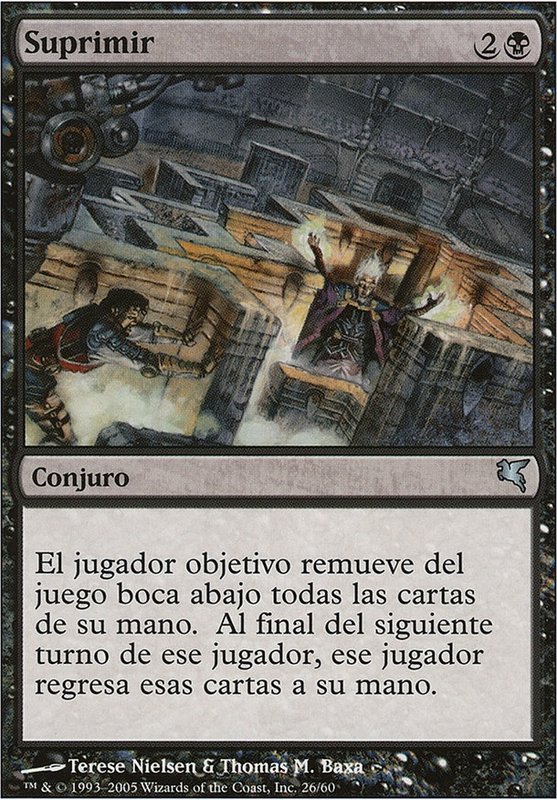 Suprimir 2
Conjuro
El jugador objetivo remueve del
juego boca abajo todas las cartas
de su mano. Al final del siguiente
turno de ese jugador, ese jugador
regresa esas cartas a su mano.
Terese Nielsen & Thomas M. Baxa
™ & © 1993–2005 Wizards of the Coast, Inc. 26/60